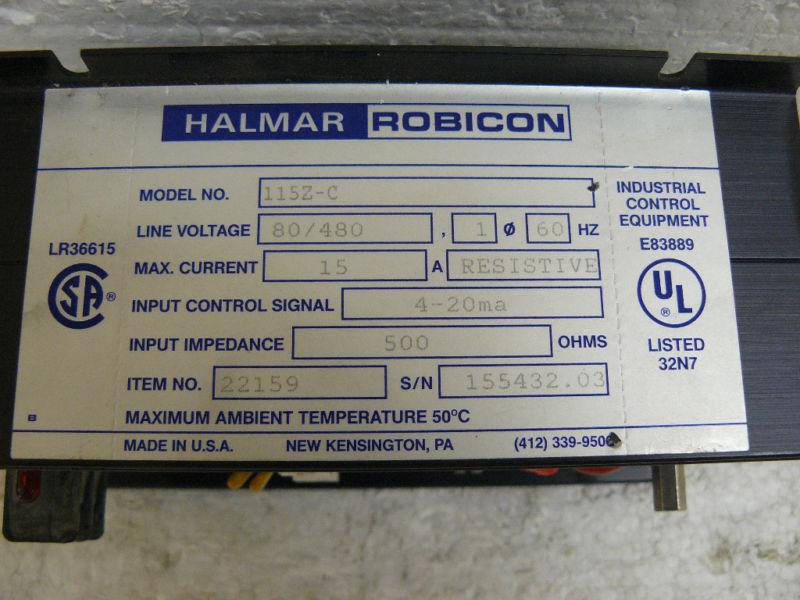 HALMAR ROBICON
MODEL NO. 115Z-C
LINE VOLTAGE 80/480 , 1 ø 60 HZ
MAX. CURRENT 15 A RESISTIVE
INPUT CONTROL SIGNAL 4-20ma
INPUT IMPEDANCE 500 OHMS
ITEM NO. 22159 S/N 155432.03
MAXIMUM AMBIENT TEMPERATURE 50°C
MADE IN U.S.A. NEW KENSINGTON, PA (412) 339-9500
LR36615
SA ®
B
INDUSTRIAL
CONTROL
EQUIPMENT
E83889
UL
®
LISTED
32N7